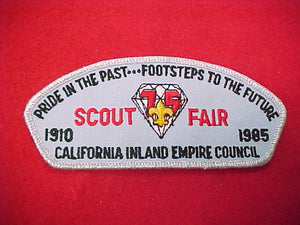 PRIDE IN THE PAST...FOOTSTEPS TO THE FUTURE
75
SCOUT FAIR
1910 1985
CALIFORNIA INLAND EMPIRE COUNCIL